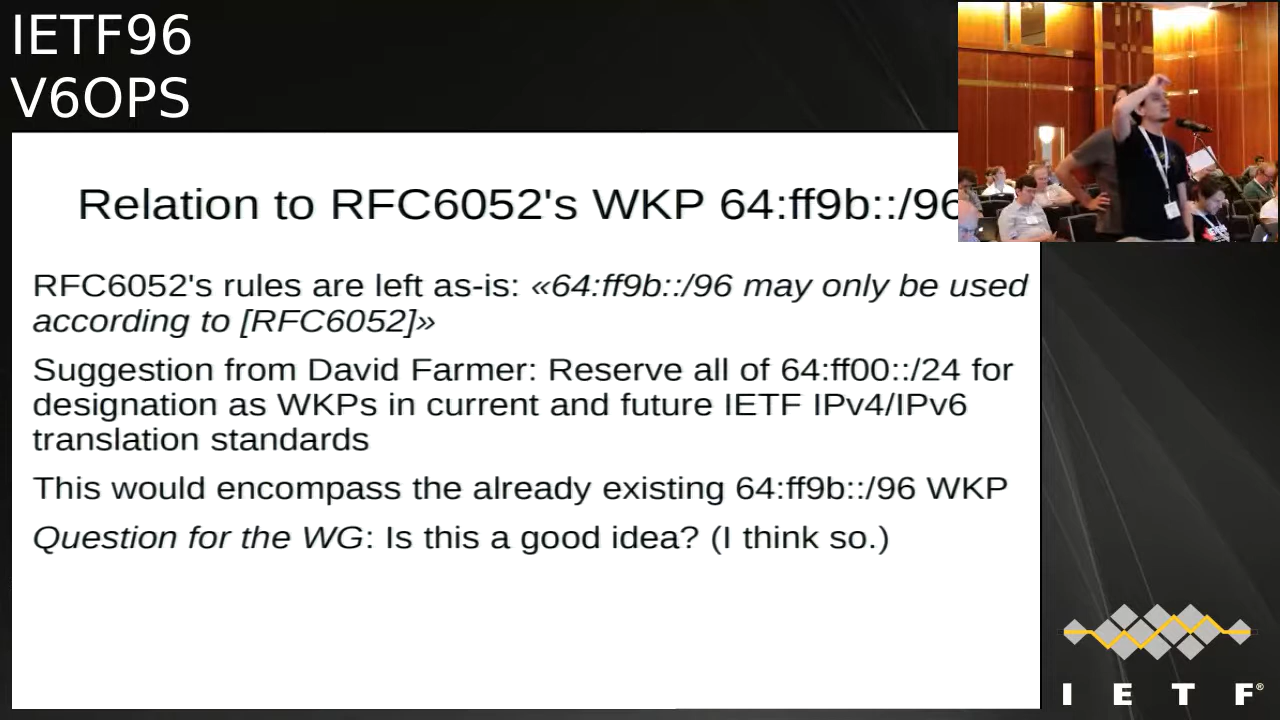 IETF96
V6OPS
Relation to RFC6052's WKP 64:ff9b::/96
RFC6052's rules are left as-is: «64:ff9b::/96 may only be used
according to [RFC6052]»
Suggestion from David Farmer: Reserve all of 64:ff00::/24 for
designation as WKPs in current and future IETF IPv4/IPv6
translation standards
This would encompass the already existing 64:ff9b::/96 WKP
Question for the WG: Is this a good idea? (I think so.)
I E T F®